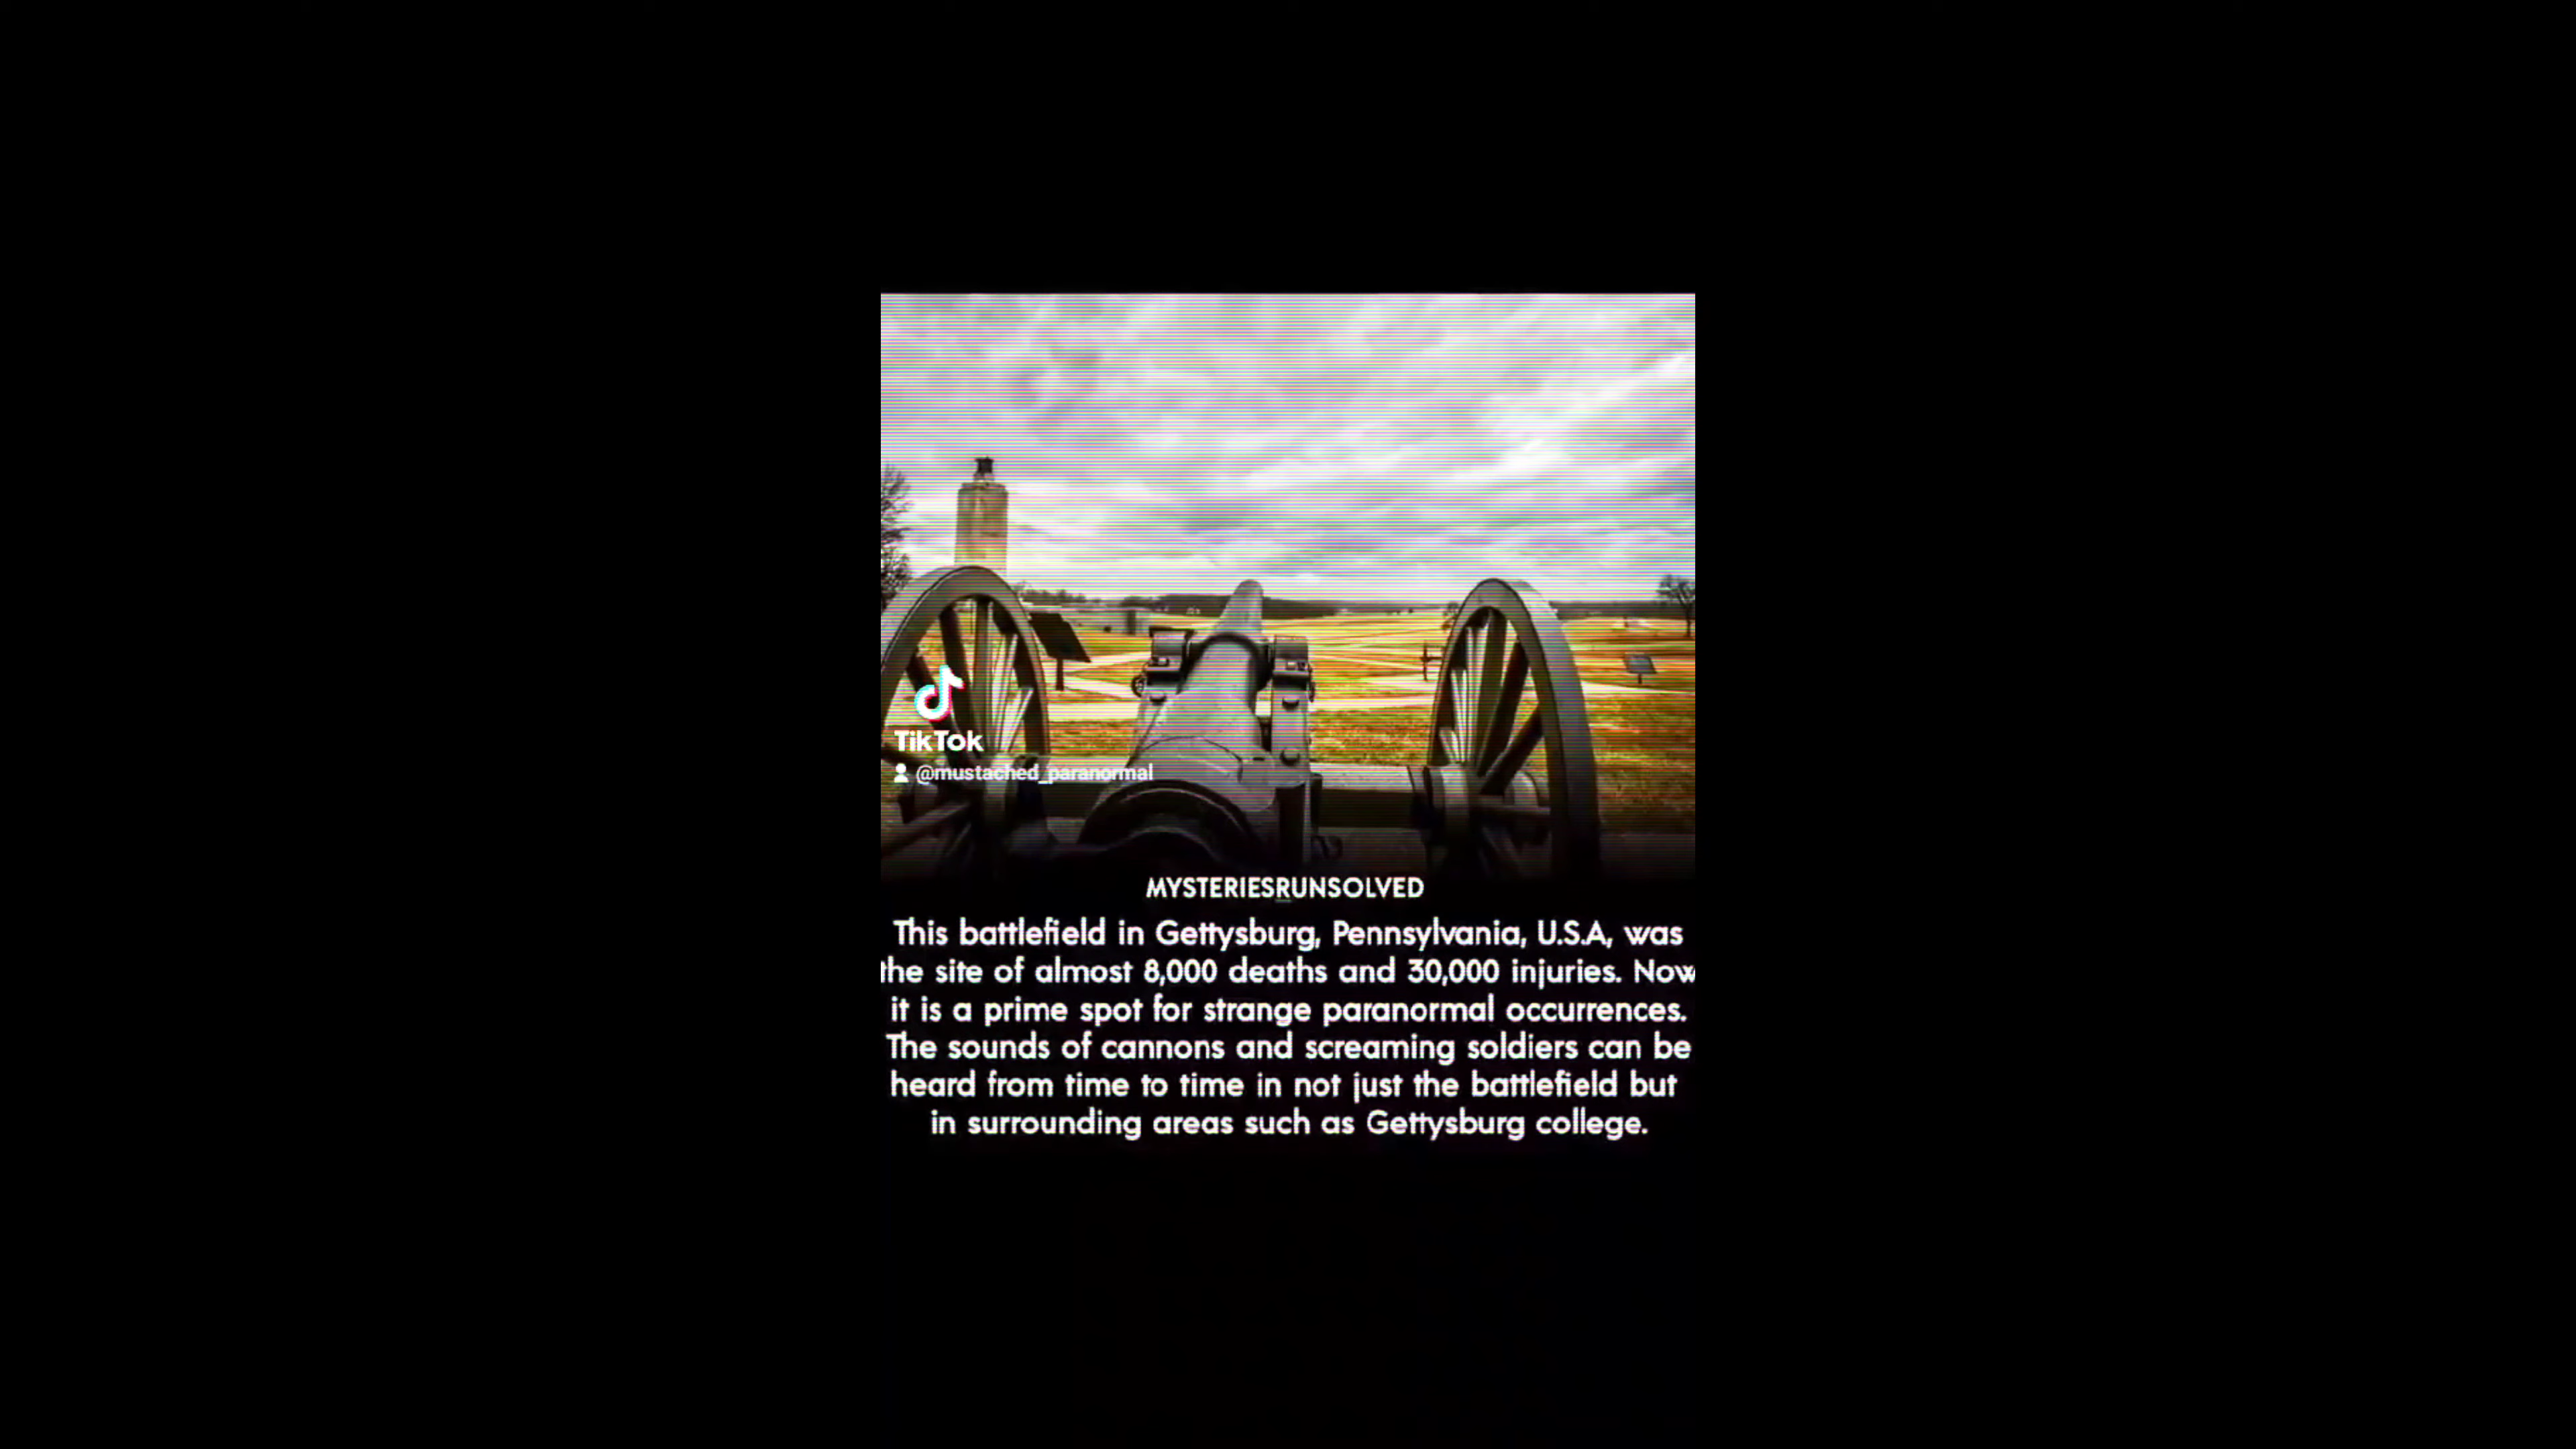 TikTok
@mustached_paranormal
MYSTERIESRUNSOLVED
This battlefield in Gettysburg, Pennsylvania, U.S.A, was
the site of almost 8,000 deaths and 30,000 injuries. Now
it is a prime spot for strange paranormal occurrences.
The sounds of cannons and screaming soldiers can be
heard from time to time in not just the battlefield but
in surrounding areas such as Gettysburg college.